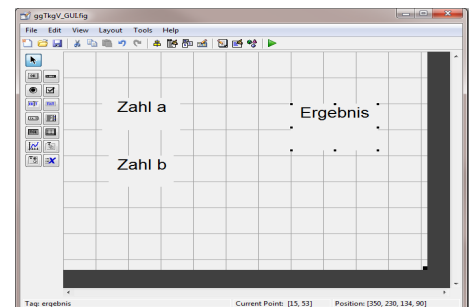 ggTkgV_GUI.fig
File Edit View Layout Tools Help
Zahl a
Ergebnis
Zahl b
Tag: ergebnis Current Point: [15, 53] Position: [350, 230, 134, 90]